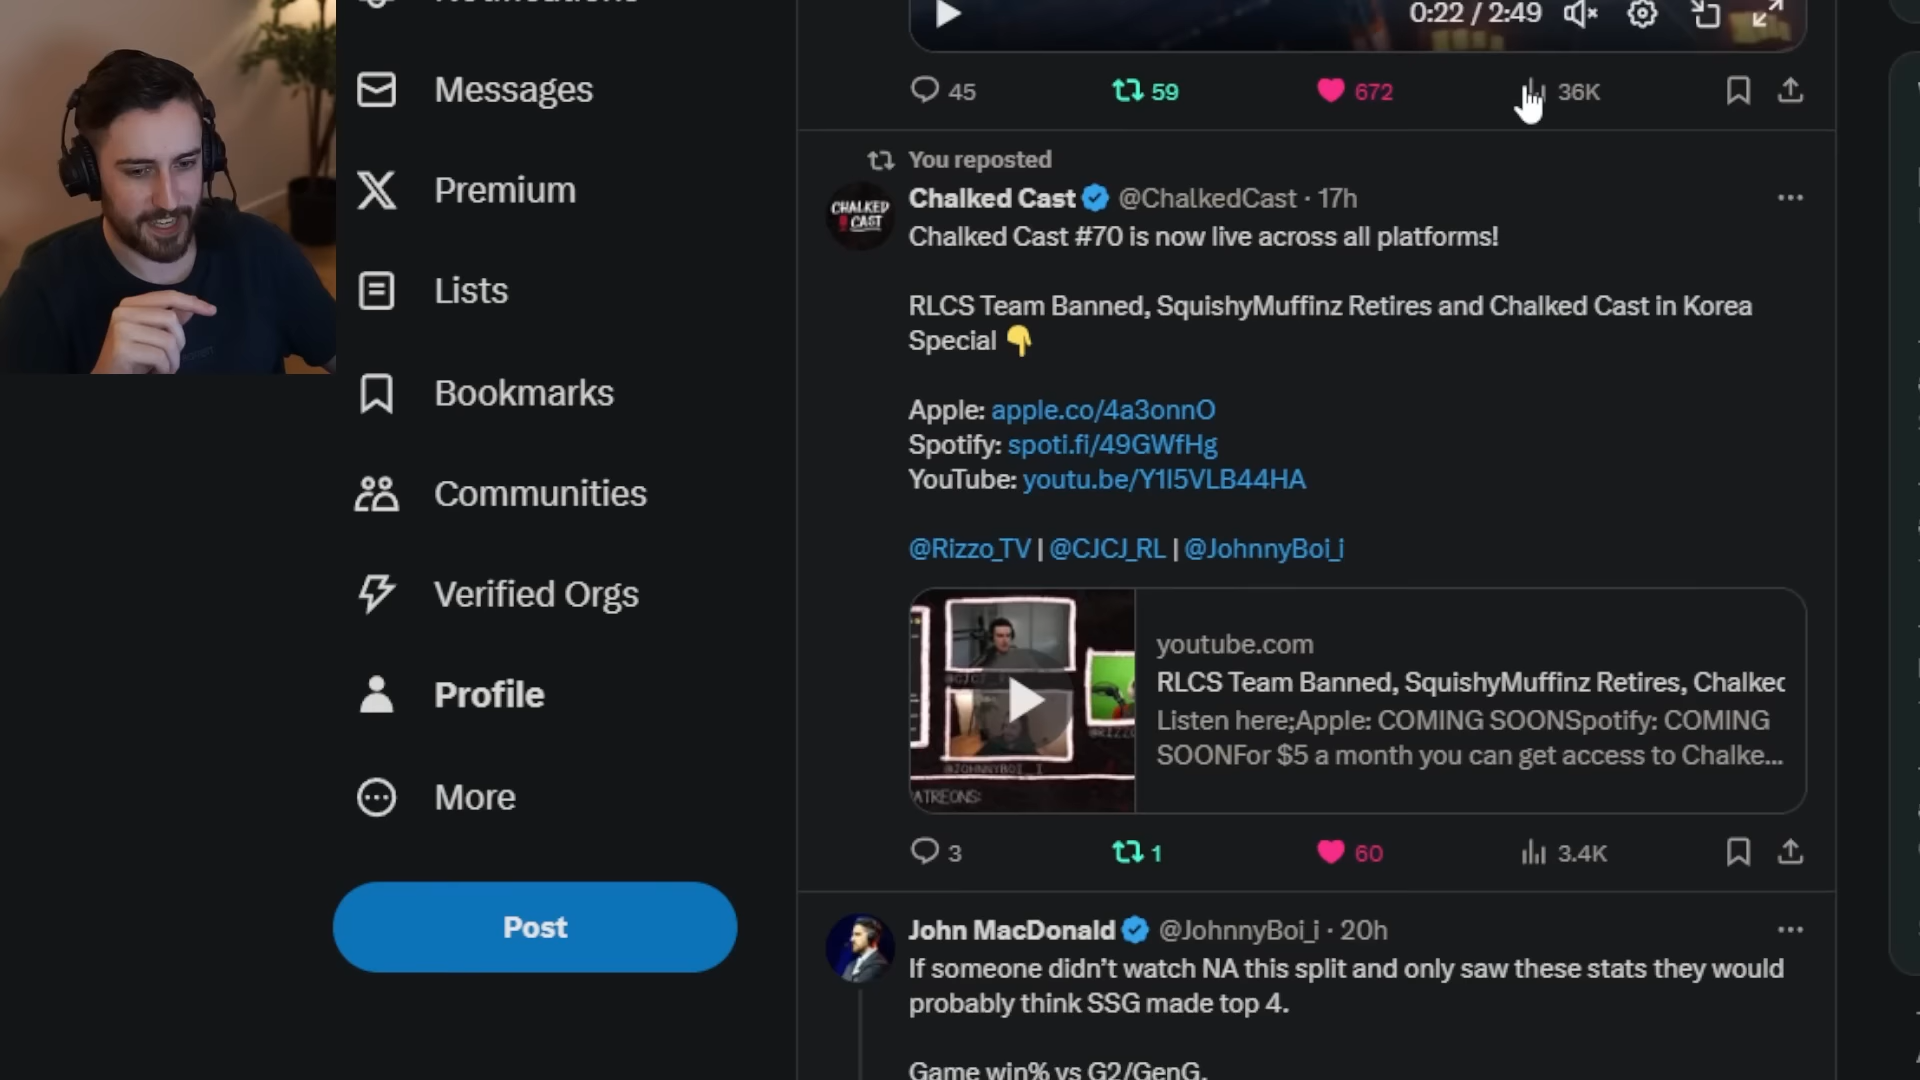 0:22 / 2:49
Messages
45
59
672
36K
You reposted
Premium
Chalked Cast @ChalkedCast · 17h
CHALKED
CAST
Chalked Cast #70 is now live across all platforms!
Lists
RLCS Team Banned, SquishyMuffinz Retires and Chalked Cast in Korea
Special 👇
Bookmarks
Apple: apple.co/4a3onnO
Spotify: spoti.fi/49GWfHg
YouTube: youtu.be/Y1I5VLB44HA
Communities
@Rizzo_TV | @CJCJ_RL | @JohnnyBoi_i
Verified Orgs
youtube.com
RLCS Team Banned, SquishyMuffinz Retires, Chalked
Listen here;Apple: COMING SOONSpotify: COMING
SOONFor $5 a month you can get access to Chalke...
@JOHNNYBOI_I
ATREONS:
Profile
More
3
1
60
3.4K
Post
John MacDonald @JohnnyBoi_i · 20h
If someone didn't watch NA this split and only saw these stats they would
probably think SSG made top 4.
Game win% vs G2/GenG.